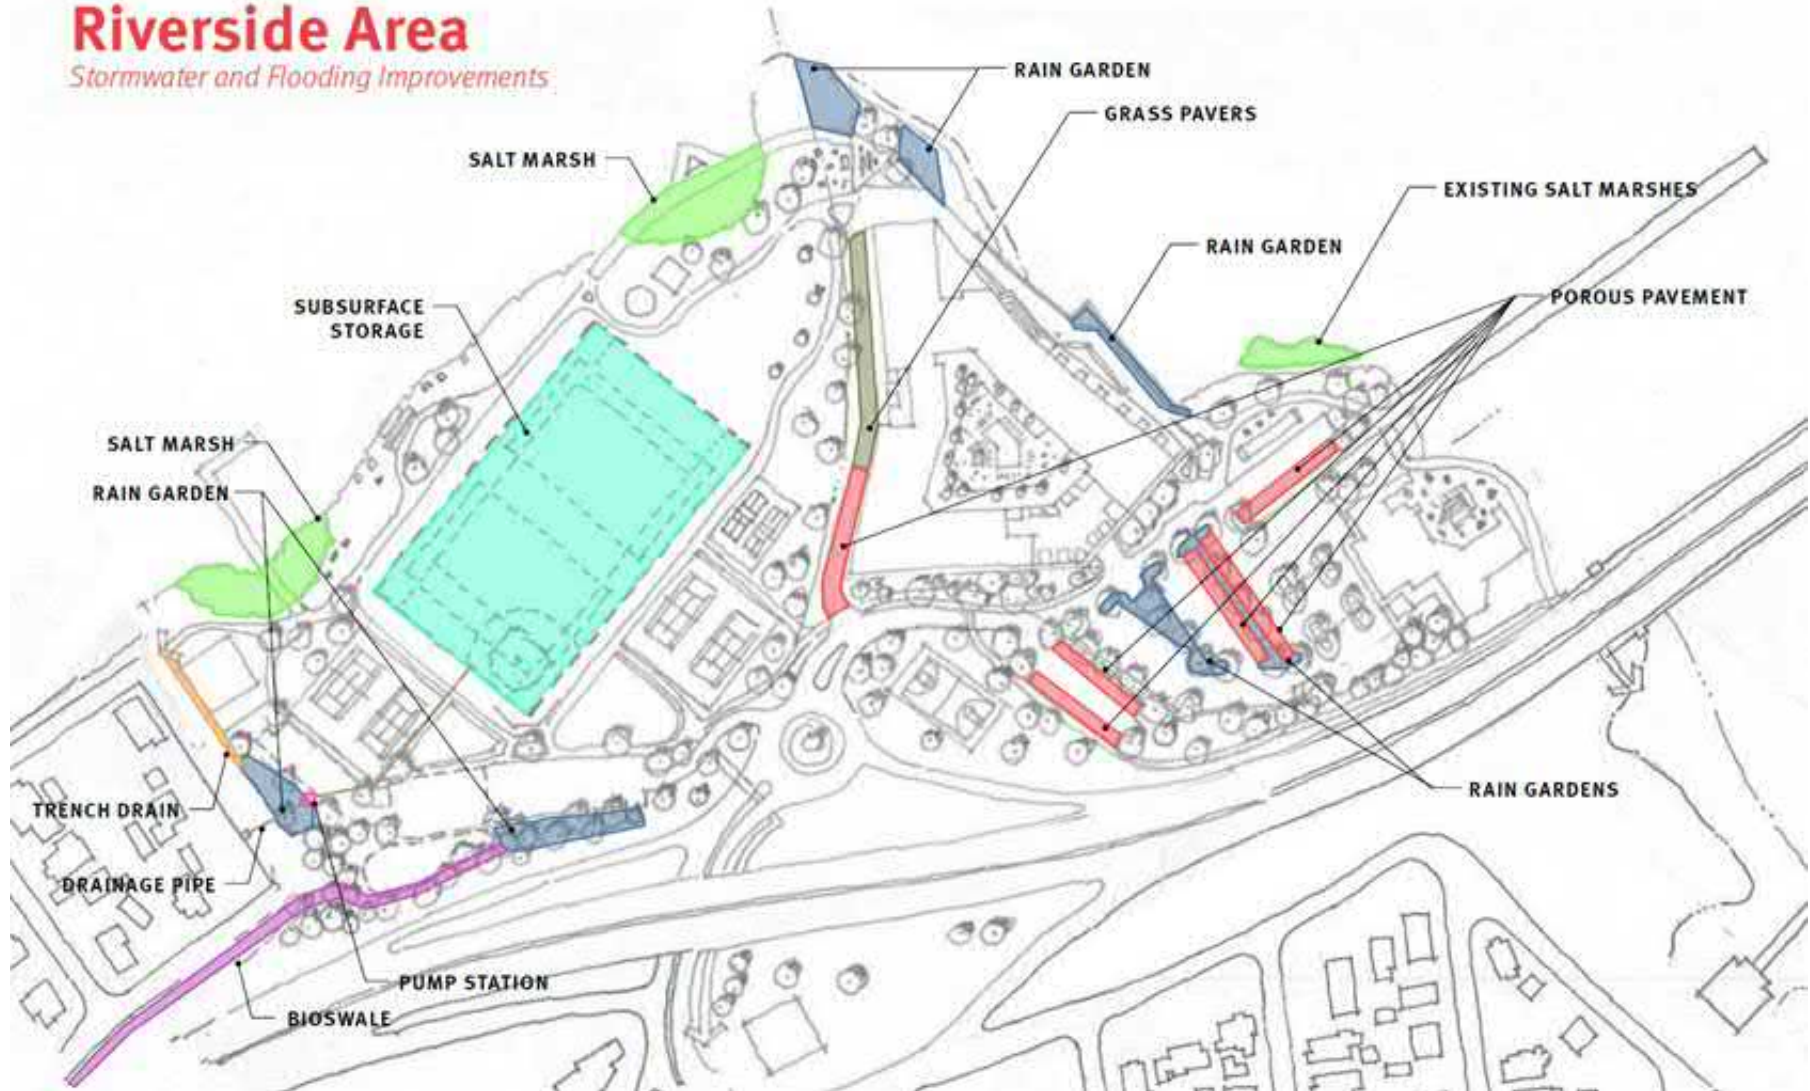 Riverside Area
Stormwater and Flooding Improvements
RAIN GARDEN
GRASS PAVERS
SALT MARSH
EXISTING SALT MARSHES
RAIN GARDEN
POROUS PAVEMENT
SUBSURFACE
STORAGE
SALT MARSH
RAIN GARDEN
TRENCH DRAIN
RAIN GARDENS
DRAINAGE PIPE
PUMP STATION
BIOSWALE